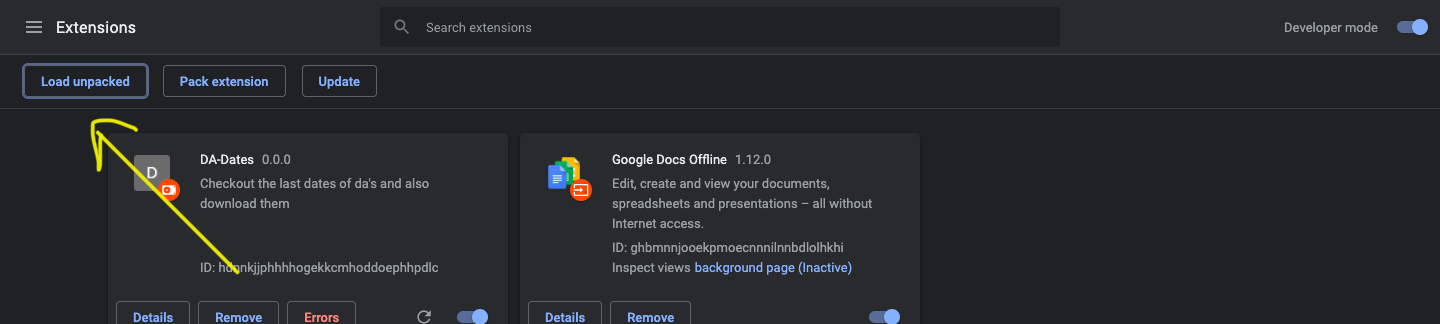 Extensions
Search extensions
Developer mode
Load unpacked
Pack extension
Update
D
DA-Dates 0.0.0
Checkout the last dates of da's and also
download them
ID: hdnnkjjphhhhogekkcmhoddoephhpdlc
Details
Remove
Errors
Google Docs Offline 1.12.0
Edit, create and view your documents,
spreadsheets and presentations – all without
Internet access.
ID: ghbmnnjooekpmoecnnnilnnbdlolhkhi
Inspect views background page (Inactive)
Details
Remove